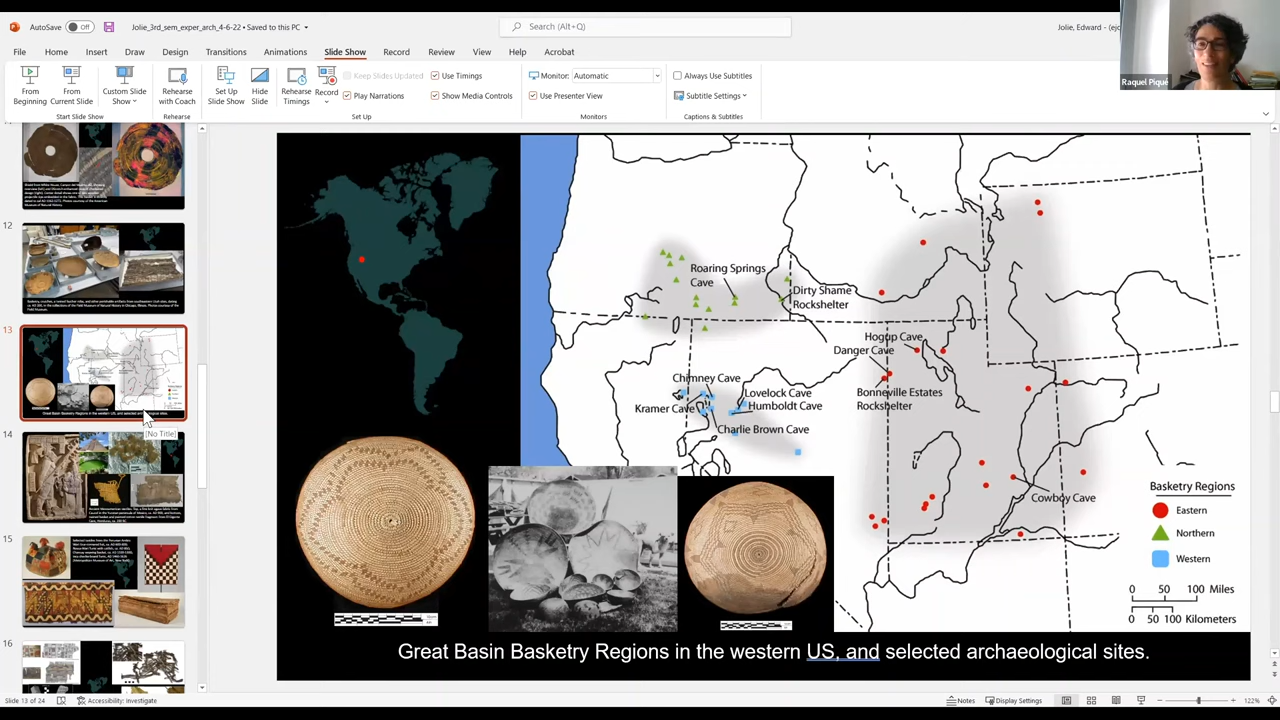 AutoSave Off Jolie_3rd_sem_exper_arch_4-6-22 • Saved to this PC
Search (Alt+Q)
Jolie, Edward - (ejo
File Home Insert Draw Design Transitions Animations Slide Show Record Review View Help Acrobat
Raquel Piqué
From Beginning
From Current Slide
Custom Slide Show
Rehearse with Coach
Set Up Slide Show
Hide Slide
Rehearse Timings
Record
Keep Slides Updated
Play Narrations
Use Timings
Show Media Controls
Monitor: Automatic
Use Presenter View
Always Use Subtitles
Subtitle Settings
Start Slide Show
Rehearse
Set Up
Monitors
Captions & Subtitles
12
13
[No Title]
14
15
16
Roaring Springs
Cave
Dirty Shame
Rockshelter
Hogup Cave
Danger Cave
Bonneville Estates
Rockshelter
Chimney Cave
Lovelock Cave
Kramer Cave
Humboldt Cave
Charlie Brown Cave
Cowboy Cave
Basketry Regions
Eastern
Northern
Western
0 50 100 Miles
0 50 100 Kilometers
Great Basin Basketry Regions in the western US, and selected archaeological sites.
Slide 13 of 24
Accessibility: Investigate
Notes
Display Settings
122%